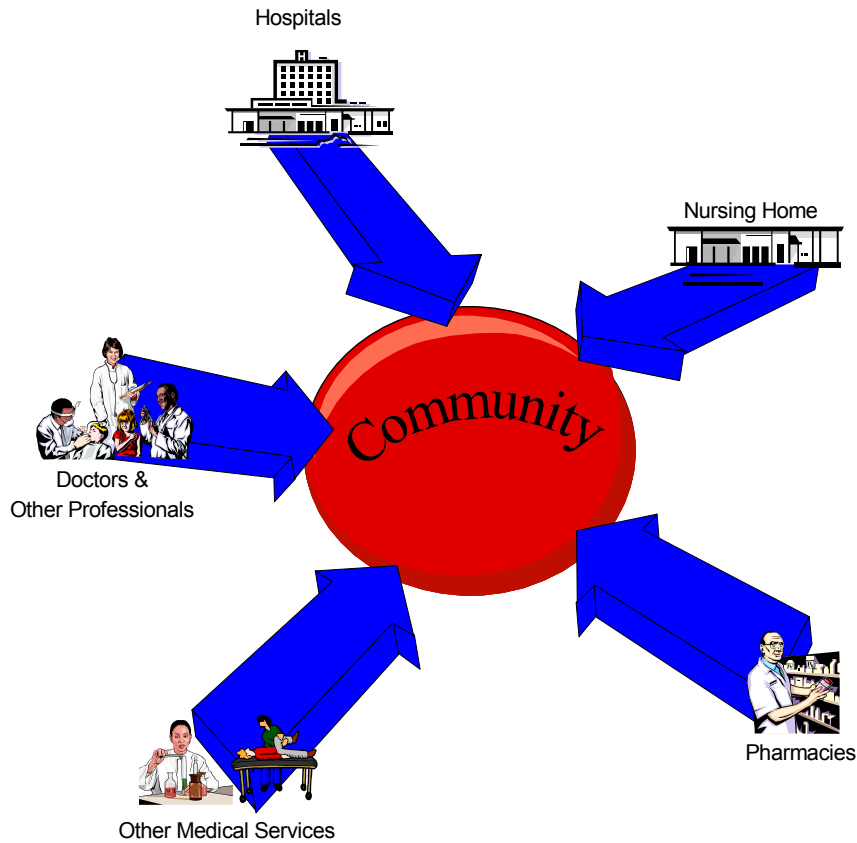 Hospitals
H
Nursing Home
Community
Doctors &
Other Professionals
Pharmacies
Other Medical Services